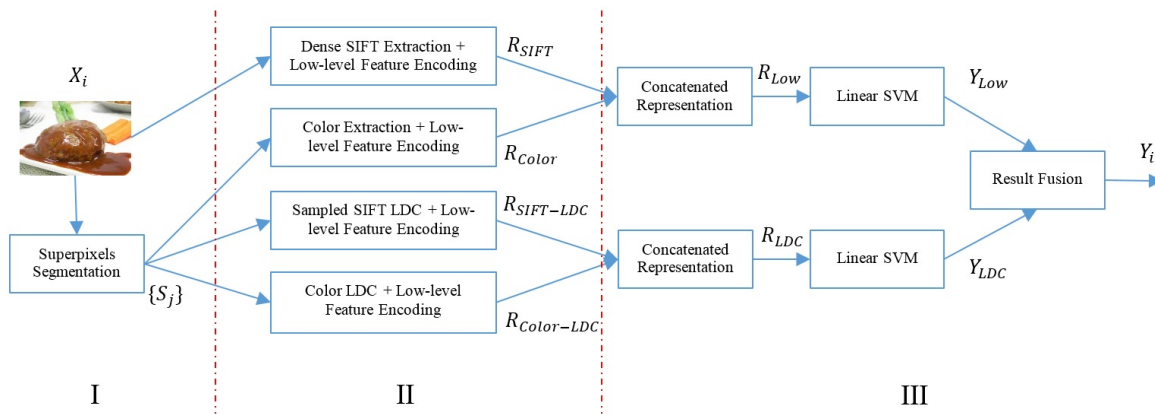 X_i
Superpixels
Segmentation
{S_j}
I
Dense SIFT Extraction +
Low-level Feature Encoding
R_SIFT
Color Extraction + Low-
level Feature Encoding
R_Color
Sampled SIFT LDC + Low-
level Feature Encoding
R_SIFT-LDC
Color LDC + Low-level
Feature Encoding
R_Color-LDC
II
Concatenated
Representation
R_Low
Linear SVM
Y_Low
Concatenated
Representation
R_LDC
Linear SVM
Y_LDC
Result Fusion
Y_i
III